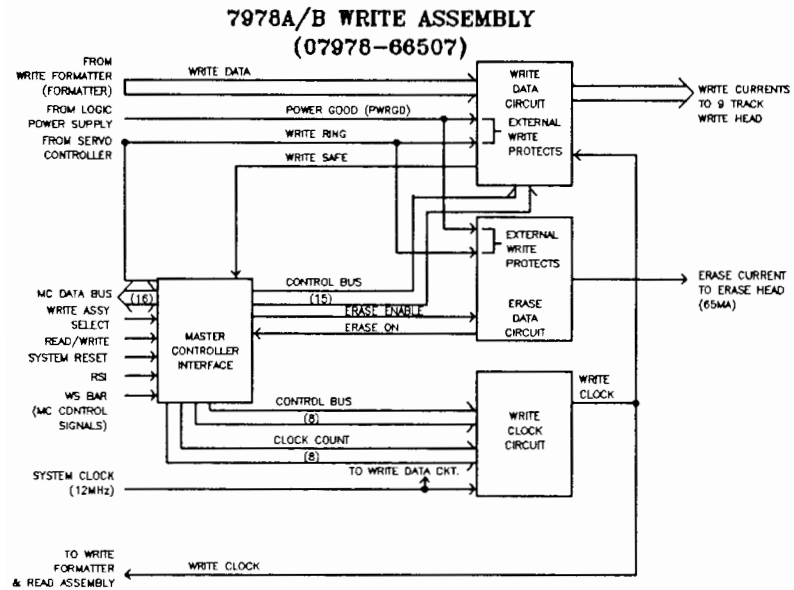 7978A/B WRITE ASSEMBLY
(07978-66507)
FROM
WRITE FORMATTER
(FORMATTER)
WRITE DATA
WRITE
DATA
CIRCUIT
WRITE CURRENTS
TO 9 TRACK
WRITE HEAD
FROM LOGIC
POWER SUPPLY
POWER GOOD (PWRGD)
EXTERNAL
WRITE
PROTECTS
FROM SERVO
CONTROLLER
WRITE RING
WRITE SAFE
EXTERNAL
WRITE
PROTECTS
ERASE DATA
CIRCUIT
ERASE CURRENT
TO ERASE HEAD
(65MA)
CONTROL BUS
(15)
ERASE ENABLE
ERASE ON
MC DATA BUS
(16)
WRITE ASSY
SELECT
READ/WRITE
SYSTEM RESET
RSI
WS BAR
(MC CONTROL
SIGNALS)
MASTER
CONTROLLER
INTERFACE
CONTROL BUS
(8)
CLOCK COUNT
(8)
WRITE
CLOCK
CIRCUIT
WRITE
CLOCK
TO WRITE DATA CKT.
SYSTEM CLOCK
(12MHz)
TO WRITE
FORMATTER
& READ ASSEMBLY
WRITE CLOCK